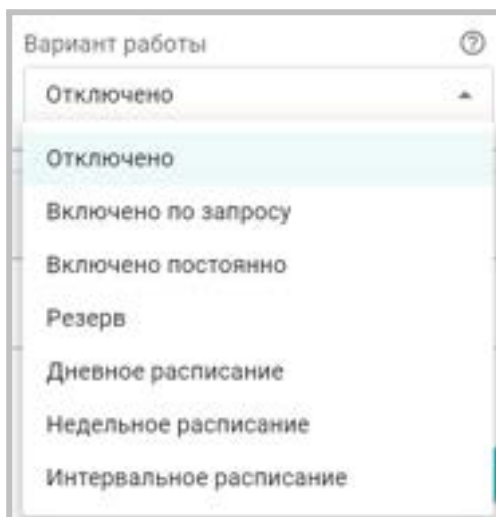 Вариант работы
Отключено
Отключено
Включено по запросу
Включено постоянно
Резерв
Дневное расписание
Недельное расписание
Интервальное расписание